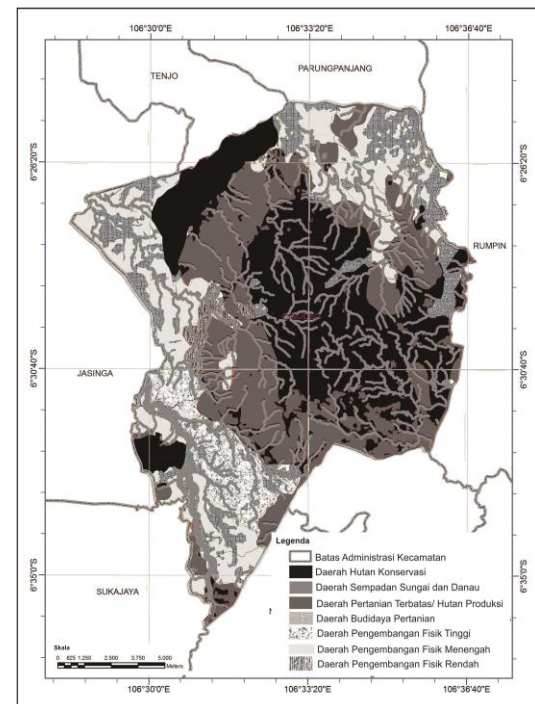 106°30'0"E 106°33'20"E 106°36'40"E
PARUNGPANJANG
TENJO
6°26'20"S 6°26'20"S
RUMPIN
JASINGA
6°30'40"S 6°30'40"S
Legenda
Batas Administrasi Kecamatan
Daerah Hutan Konservasi
6°35'0"S 6°35'0"S
Daerah Sempadan Sungai dan Danau
SUKAJAYA
Daerah Pertanian Terbatas/ Hutan Produksi
Daerah Budidaya Pertanian
Daerah Pengembangan Fisik Tinggi
Skala
Daerah Pengembangan Fisik Menengah
0 625 1.250 2.500 3.750 5.000
Meters
Daerah Pengembangan Fisik Rendah
106°30'0"E 106°33'20"E 106°36'40"E